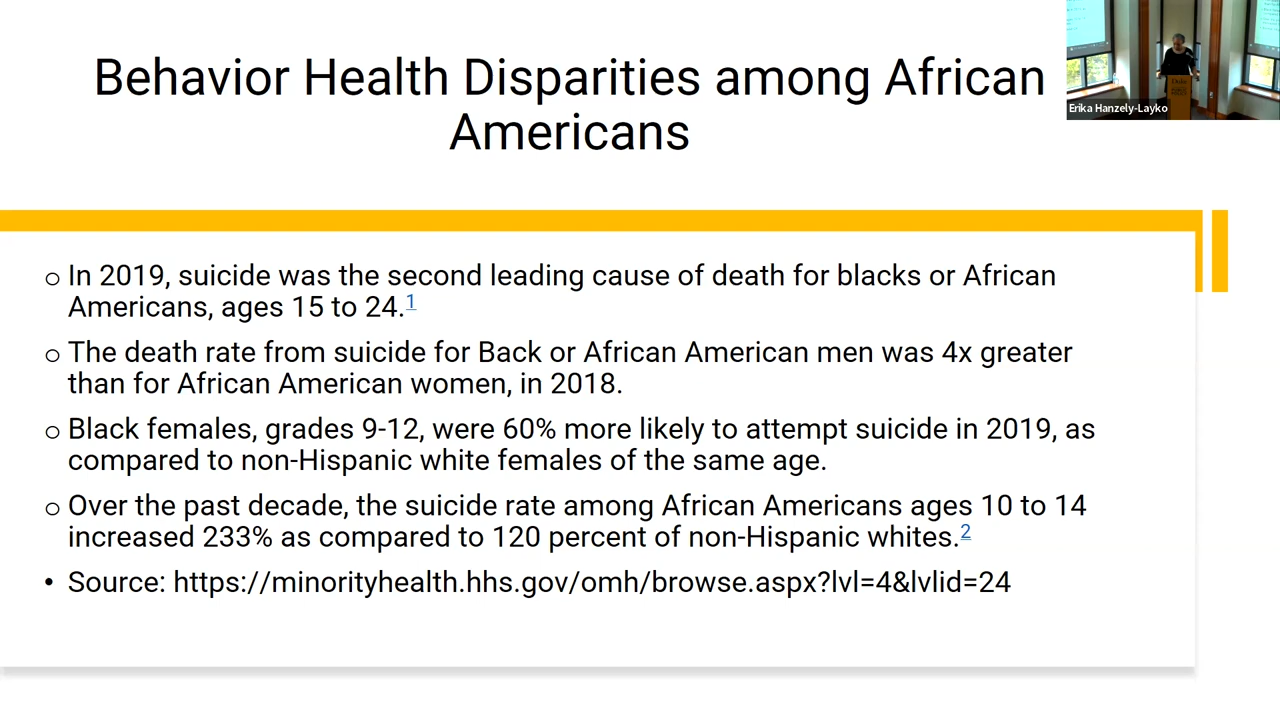 Behavior Health Disparities among African
Americans
Erika Hanzely-Layko
Duke
o In 2019, suicide was the second leading cause of death for blacks or African
Americans, ages 15 to 24.1
o The death rate from suicide for Back or African American men was 4x greater
than for African American women, in 2018.
o Black females, grades 9-12, were 60% more likely to attempt suicide in 2019, as
compared to non-Hispanic white females of the same age.
o Over the past decade, the suicide rate among African Americans ages 10 to 14
increased 233% as compared to 120 percent of non-Hispanic whites.2
• Source: https://minorityhealth.hhs.gov/omh/browse.aspx?lvl=4&lvlid=24